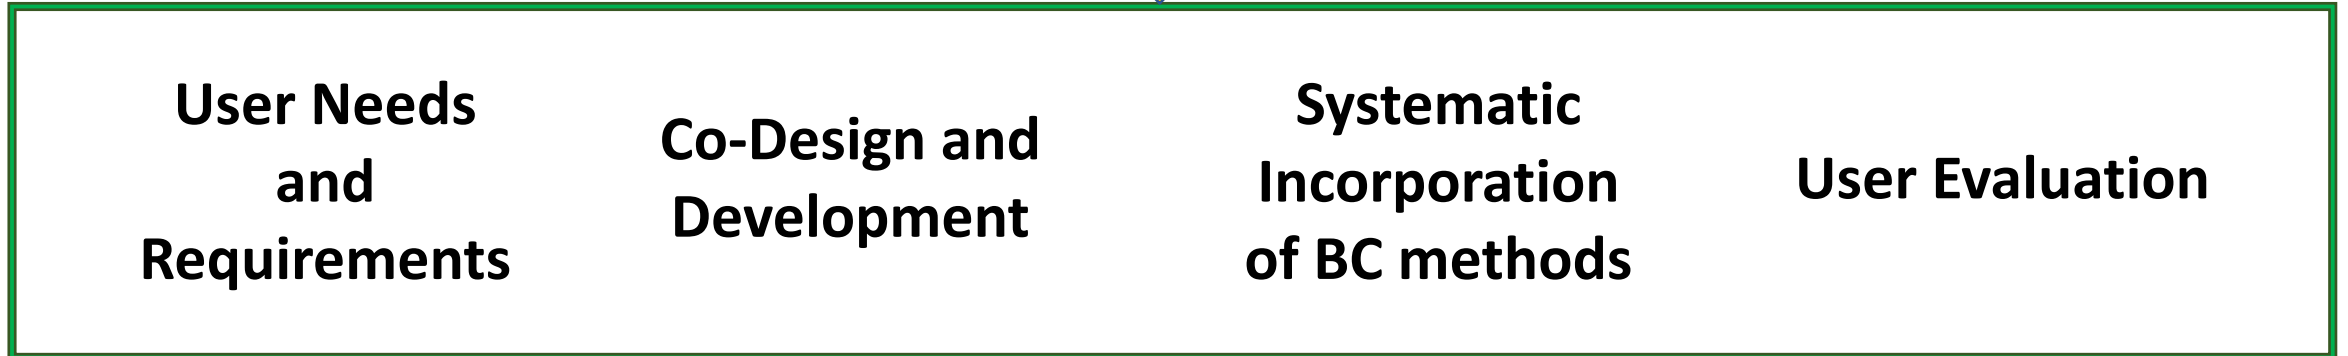 User Needs
and
Requirements
Co-Design and
Development
Systematic
Incorporation
of BC methods
User Evaluation